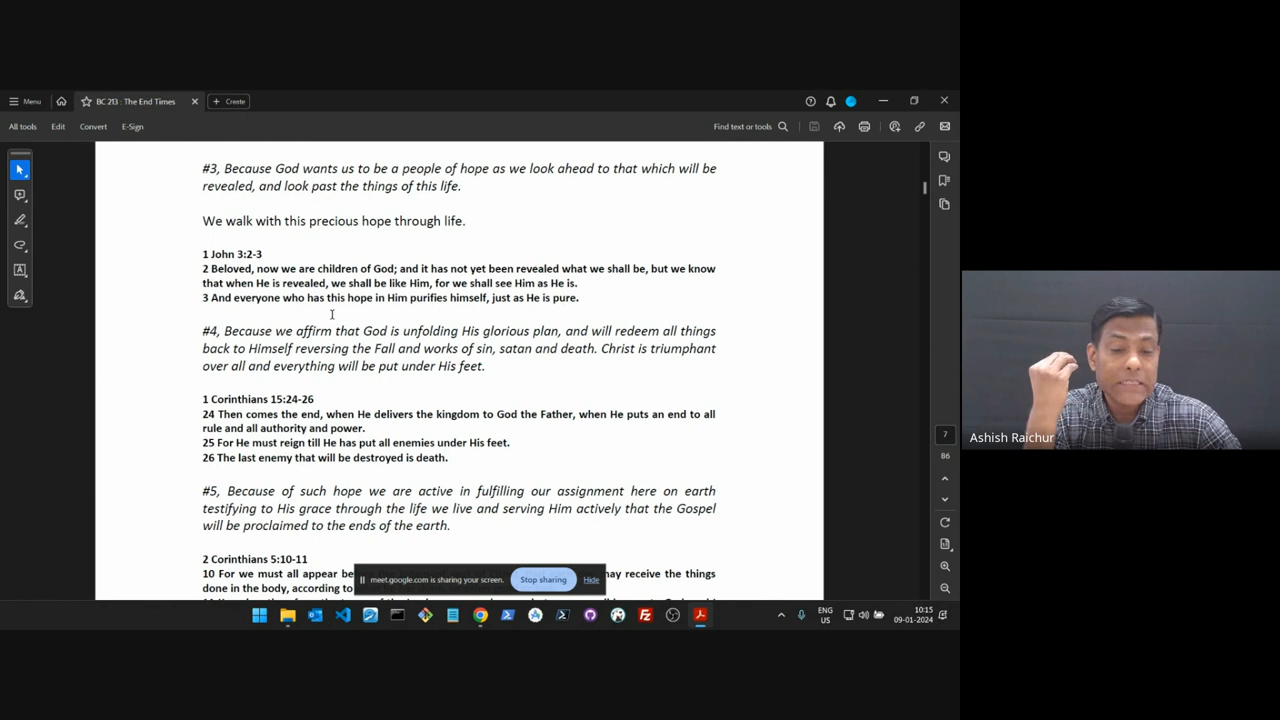 Menu
BC 213 : The End Times
Create
All tools
Edit
Convert
E-Sign
Find text or tools
#3, Because God wants us to be a people of hope as we look ahead to that which will be
revealed, and look past the things of this life.
We walk with this precious hope through life.
1 John 3:2-3
2 Beloved, now we are children of God; and it has not yet been revealed what we shall be, but we know
that when He is revealed, we shall be like Him, for we shall see Him as He is.
3 And everyone who has this hope in Him purifies himself, just as He is pure.
#4, Because we affirm that God is unfolding His glorious plan, and will redeem all things
back to Himself reversing the Fall and works of sin, satan and death. Christ is triumphant
over all and everything will be put under His feet.
1 Corinthians 15:24-26
24 Then comes the end, when He delivers the kingdom to God the Father, when He puts an end to all
rule and all authority and power.
25 For He must reign till He has put all enemies under His feet.
26 The last enemy that will be destroyed is death.
#5, Because of such hope we are active in fulfilling our assignment here on earth
testifying to His grace through the life we live and serving Him actively that the Gospel
will be proclaimed to the ends of the earth.
2 Corinthians 5:10-11
10 For we must all appear be may receive the things
done in the body, according to
meet.google.com is sharing your screen.
Stop sharing
Hide
7
86
Ashish Raichur
ENG
US
10:15
09-01-2024